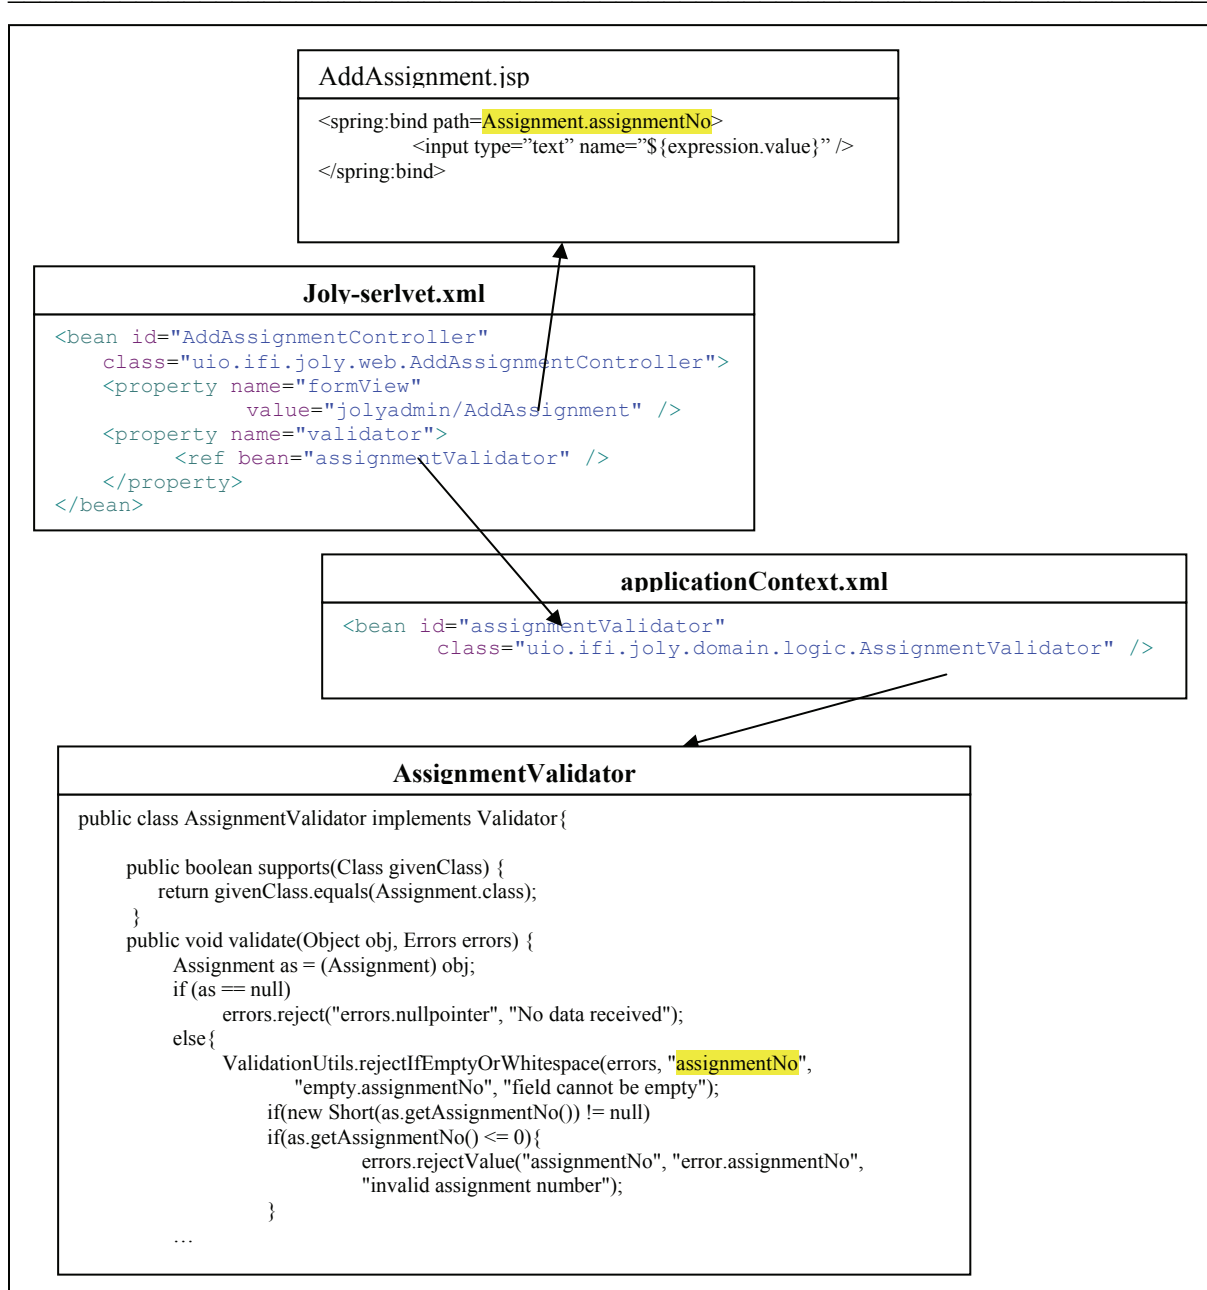 AddAssignment.jsp
<spring:bind path=Assignment.assignmentNo>
<input type=”text” name=”${expression.value}” />
</spring:bind>
Joly-serlvet.xml
<bean id="AddAssignmentController"
class="uio.ifi.joly.web.AddAssignmentController">
<property name="formView"
value="jolyadmin/AddAssignment" />
<property name="validator">
<ref bean="assignmentValidator" />
</property>
</bean>
applicationContext.xml
<bean id="assignmentValidator"
class="uio.ifi.joly.domain.logic.AssignmentValidator" />
AssignmentValidator
public class AssignmentValidator implements Validator{
public boolean supports(Class givenClass) {
return givenClass.equals(Assignment.class);
}
public void validate(Object obj, Errors errors) {
Assignment as = (Assignment) obj;
if (as == null)
errors.reject("errors.nullpointer", "No data received");
else{
ValidationUtils.rejectIfEmptyOrWhitespace(errors, "assignmentNo",
"empty.assignmentNo", "field cannot be empty");
if(new Short(as.getAssignmentNo()) != null)
if(as.getAssignmentNo() <= 0){
errors.rejectValue("assignmentNo", "error.assignmentNo",
"invalid assignment number");
}
…